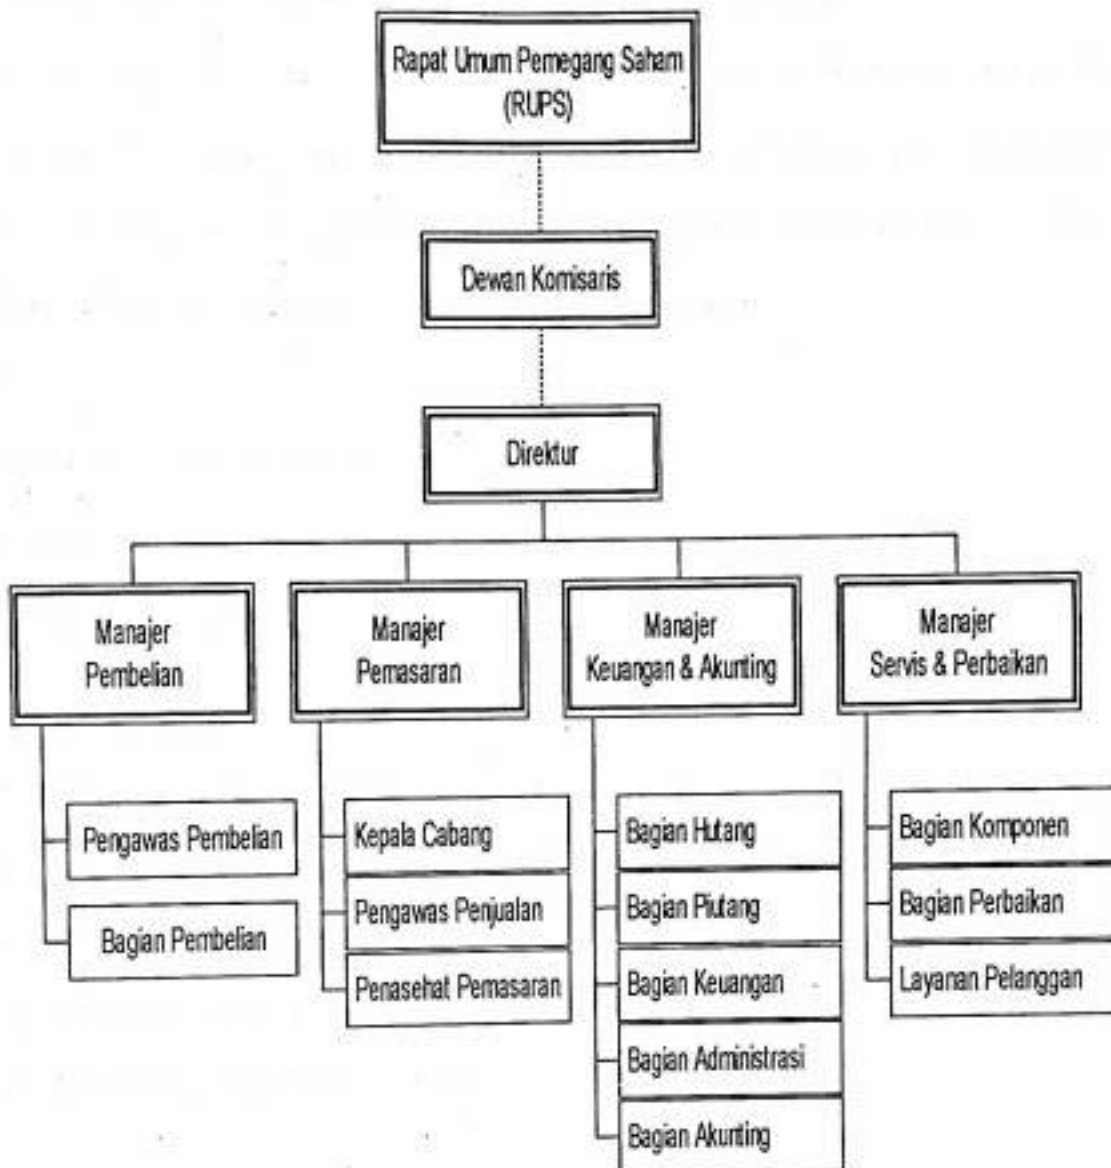 Rapat Umum Pemegang Saham
(RUPS)
Dewan Komisaris
Direktur
Manajer
Pembelian
Manajer
Pemasaran
Manajer
Keuangan & Akunting
Manajer
Servis & Perbaikan
Pengawas Pembelian
Bagian Pembelian
Kepala Cabang
Pengawas Penjualan
Penasehat Pemasaran
Bagian Hutang
Bagian Piutang
Bagian Keuangan
Bagian Administrasi
Bagian Akunting
Bagian Komponen
Bagian Perbaikan
Layanan Pelanggan